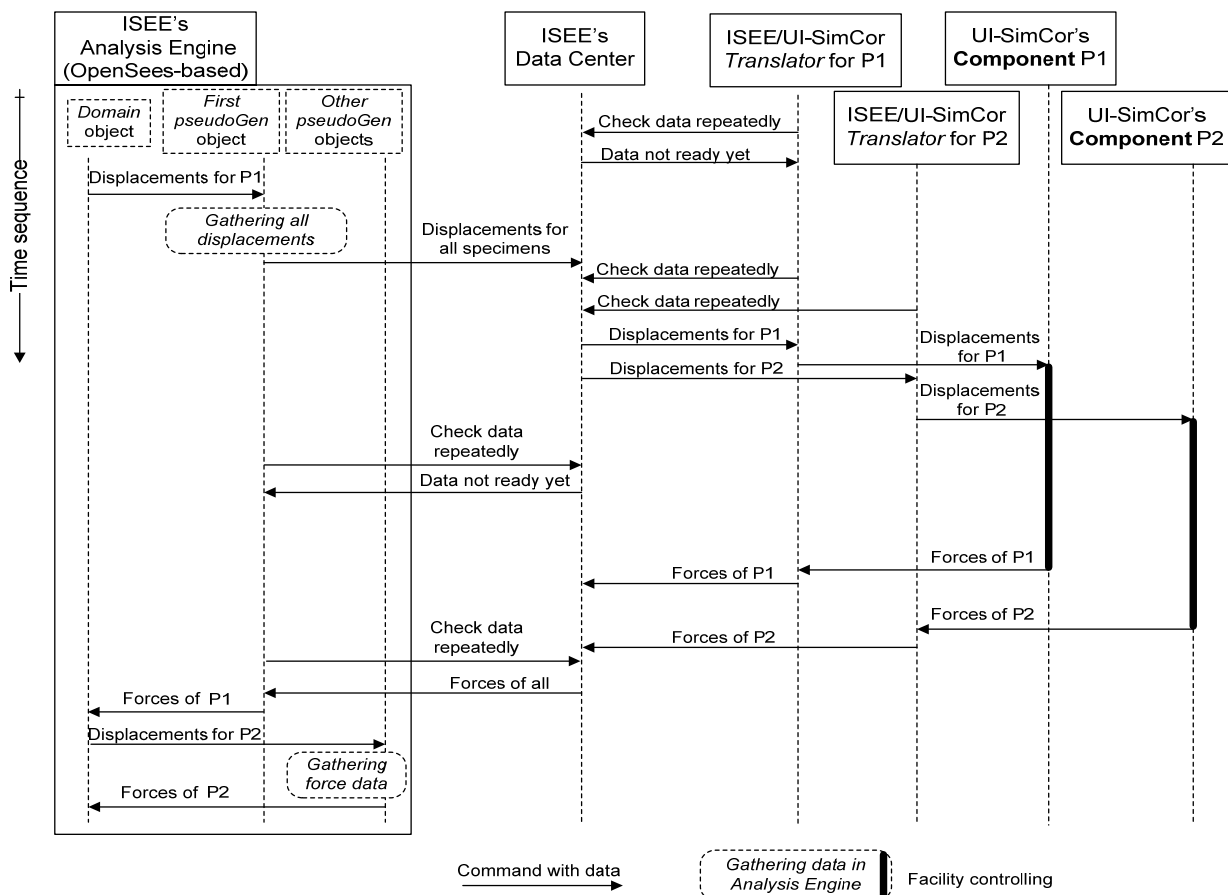 ISEE's
Analysis Engine
(OpenSees-based)
ISEE's
Data Center
ISEE/UI-SimCor
Translator for P1
UI-SimCor's
Component P1
ISEE/UI-SimCor
Translator for P2
UI-SimCor's
Component P2
Time sequence
Domain
object
First
pseudoGen
object
Other
pseudoGen
objects
Check data repeatedly
Data not ready yet
Displacements for P1
Gathering all
displacements
Displacements for
all specimens
Check data repeatedly
Check data repeatedly
Displacements for P1
Displacements
for P1
Displacements for P2
Displacements
for P2
Check data
repeatedly
Data not ready yet
Forces of P1
Forces of P1
Forces of P2
Forces of P2
Check data
repeatedly
Forces of all
Forces of P1
Displacements for P2
Gathering
force data
Forces of P2
Command with data
Gathering data in
Analysis Engine
Facility controlling